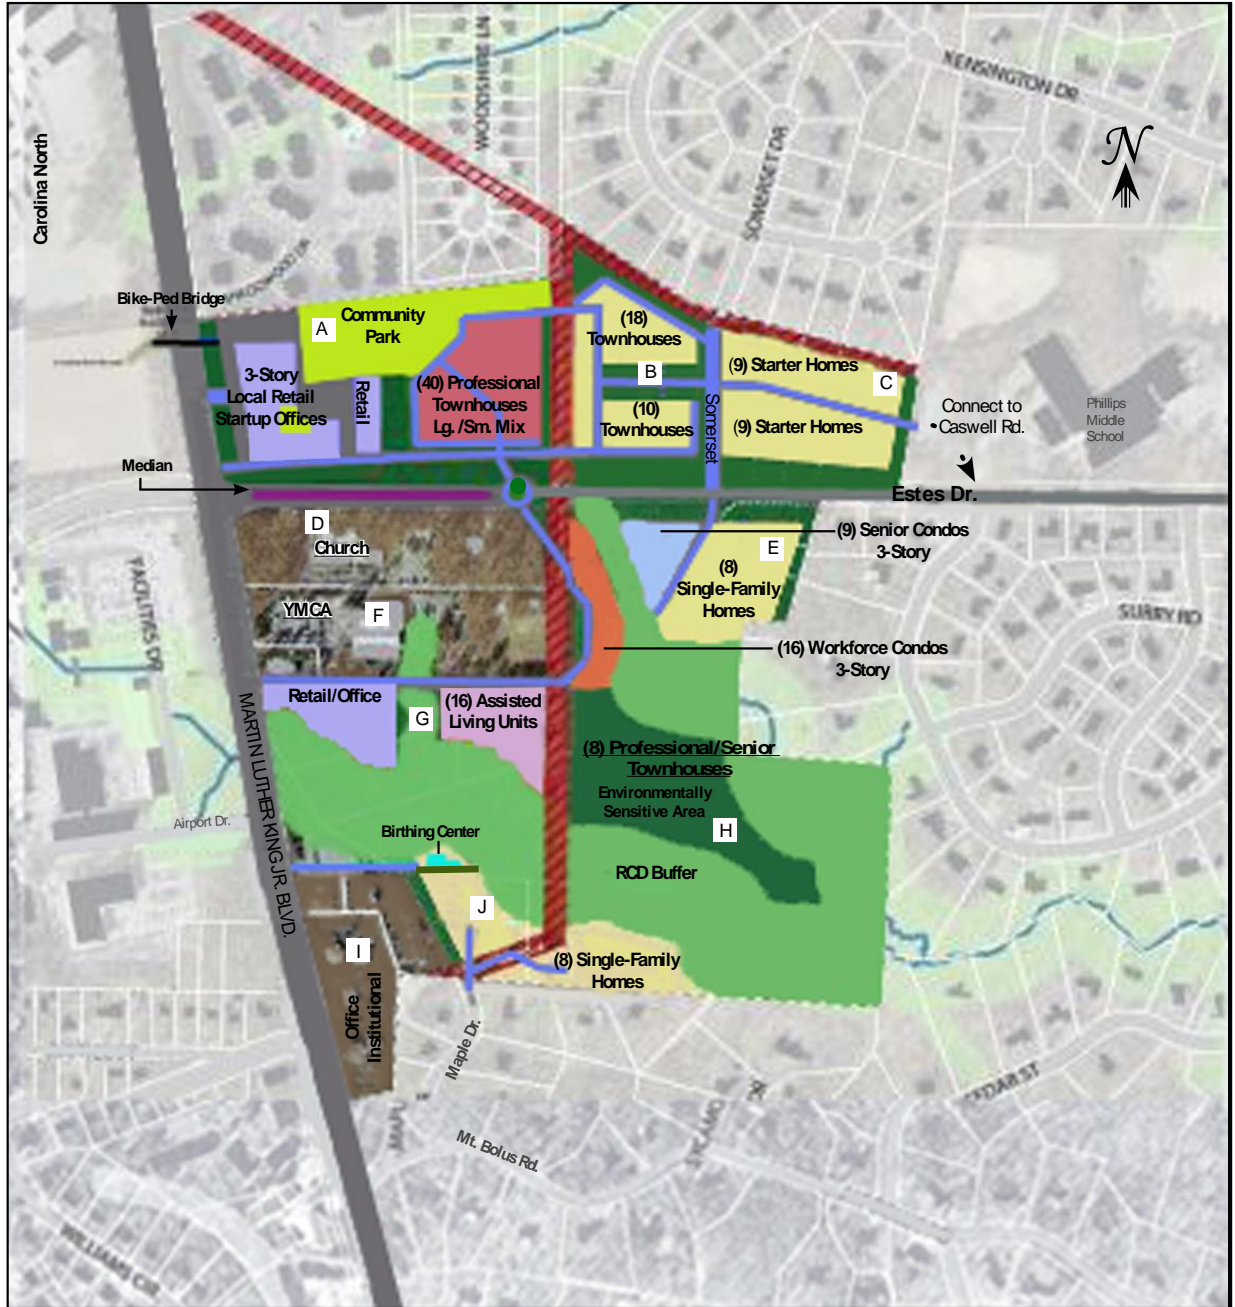 KENSINGTON DR
SOMERSET DR
N
Carolina North
Bike-Ped Bridge
A
Community
Park
(18)
Townhouses
B
(9) Starter Homes
C
3-Story
Local Retail
Startup Offices
Retail
(40) Professional
Townhouses
Lg. /Sm. Mix
(10)
Townhouses
Somerset
(9) Starter Homes
Connect to
Caswell Rd.
Phillips
Middle
School
Median
Estes Dr.
D
Church
(9) Senior Condos
3-Story
E
(8)
Single-Family
Homes
FACILITIES DR
YMCA
F
SURRY RD
(16) Workforce Condos
3-Story
Retail/Office
G
(16) Assisted
Living Units
MARTIN LUTHER KING JR. BLVD.
(8) Professional/Senior
Townhouses
Environmentally
Sensitive Area
H
Airport Dr.
Birthing Center
RCD Buffer
J
I
(8) Single-Family
Homes
Office
Institutional
Maple Dr.
CEDAR ST
Mt. Bolus Rd.
WILLIAMS CIR